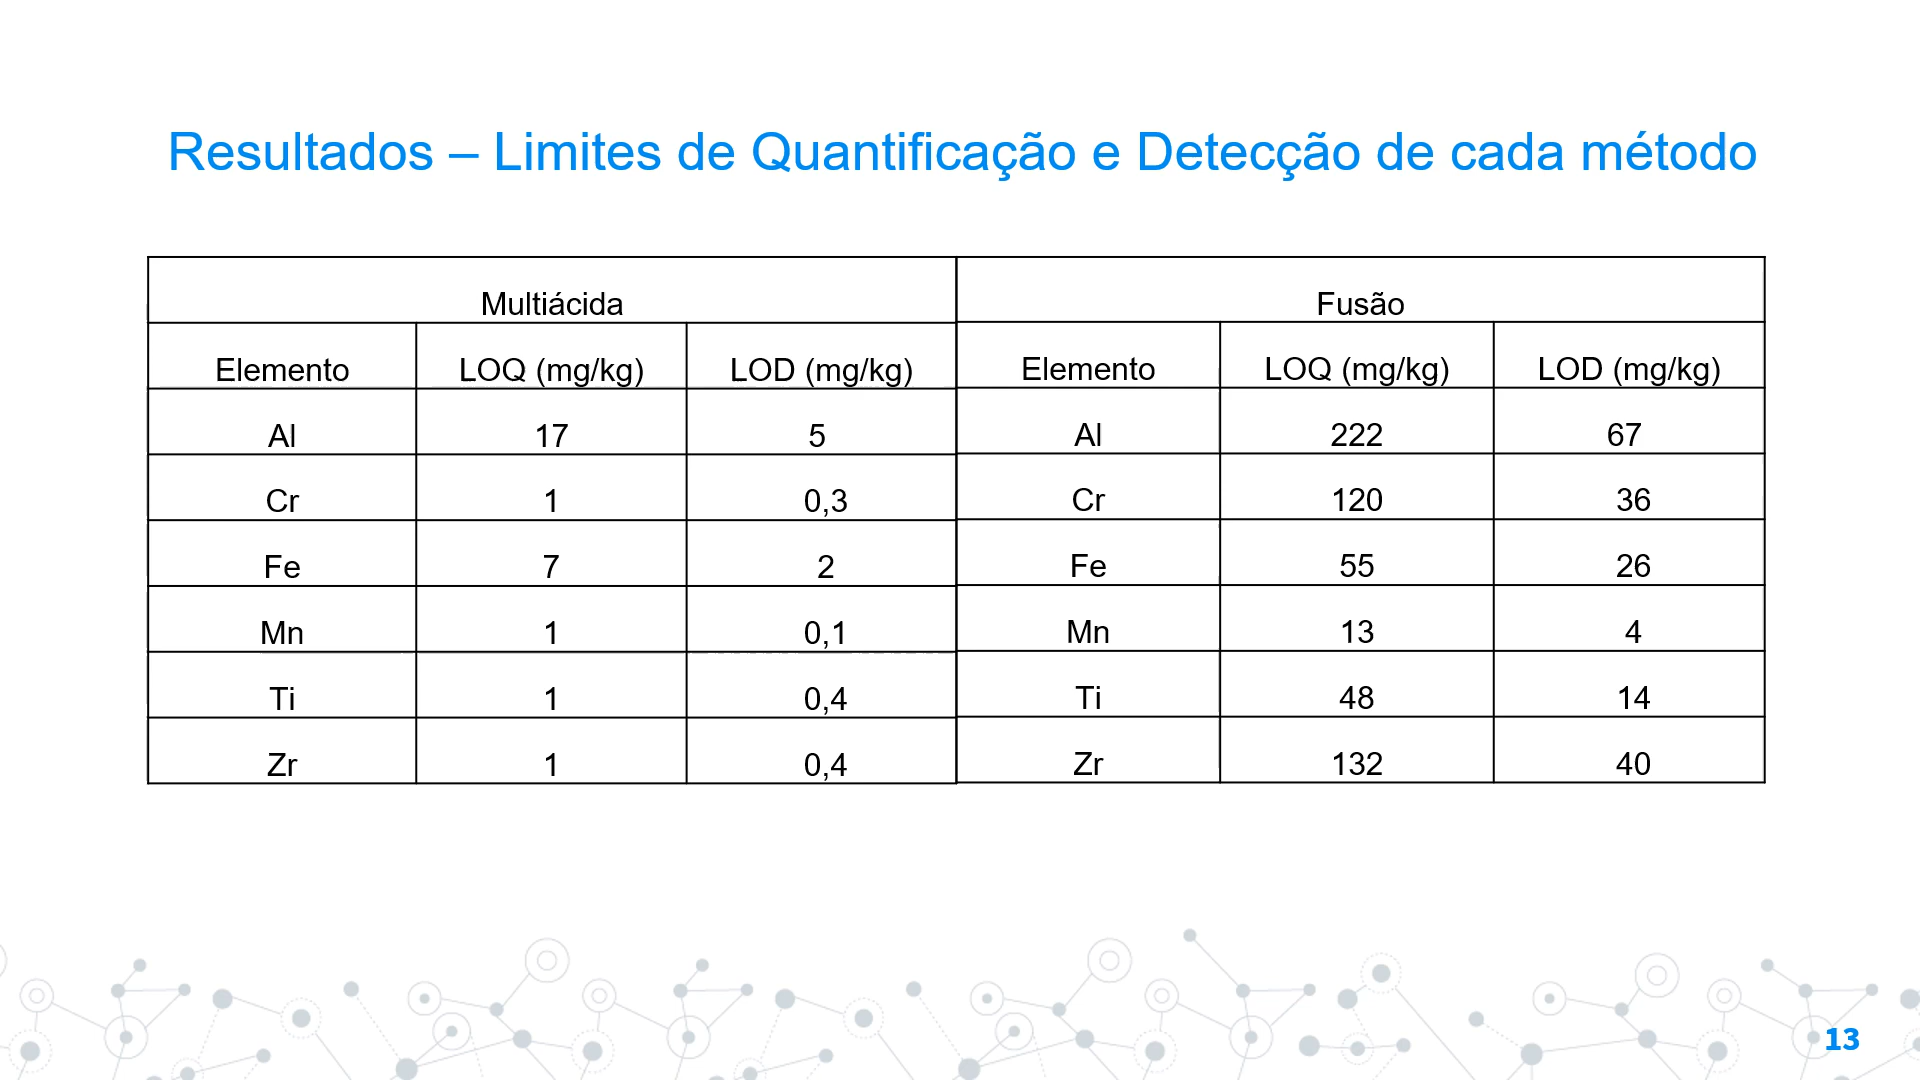 Resultados – Limites de Quantificação e Detecção de cada método
Multiácida Fusão
Elemento LOQ (mg/kg) LOD (mg/kg) Elemento LOQ (mg/kg) LOD (mg/kg)
Al 17 5 Al 222 67
Cr 1 0,3 Cr 120 36
Fe 7 2 Fe 55 26
Mn 1 0,1 Mn 13 4
Ti 1 0,4 Ti 48 14
Zr 1 0,4 Zr 132 40
13